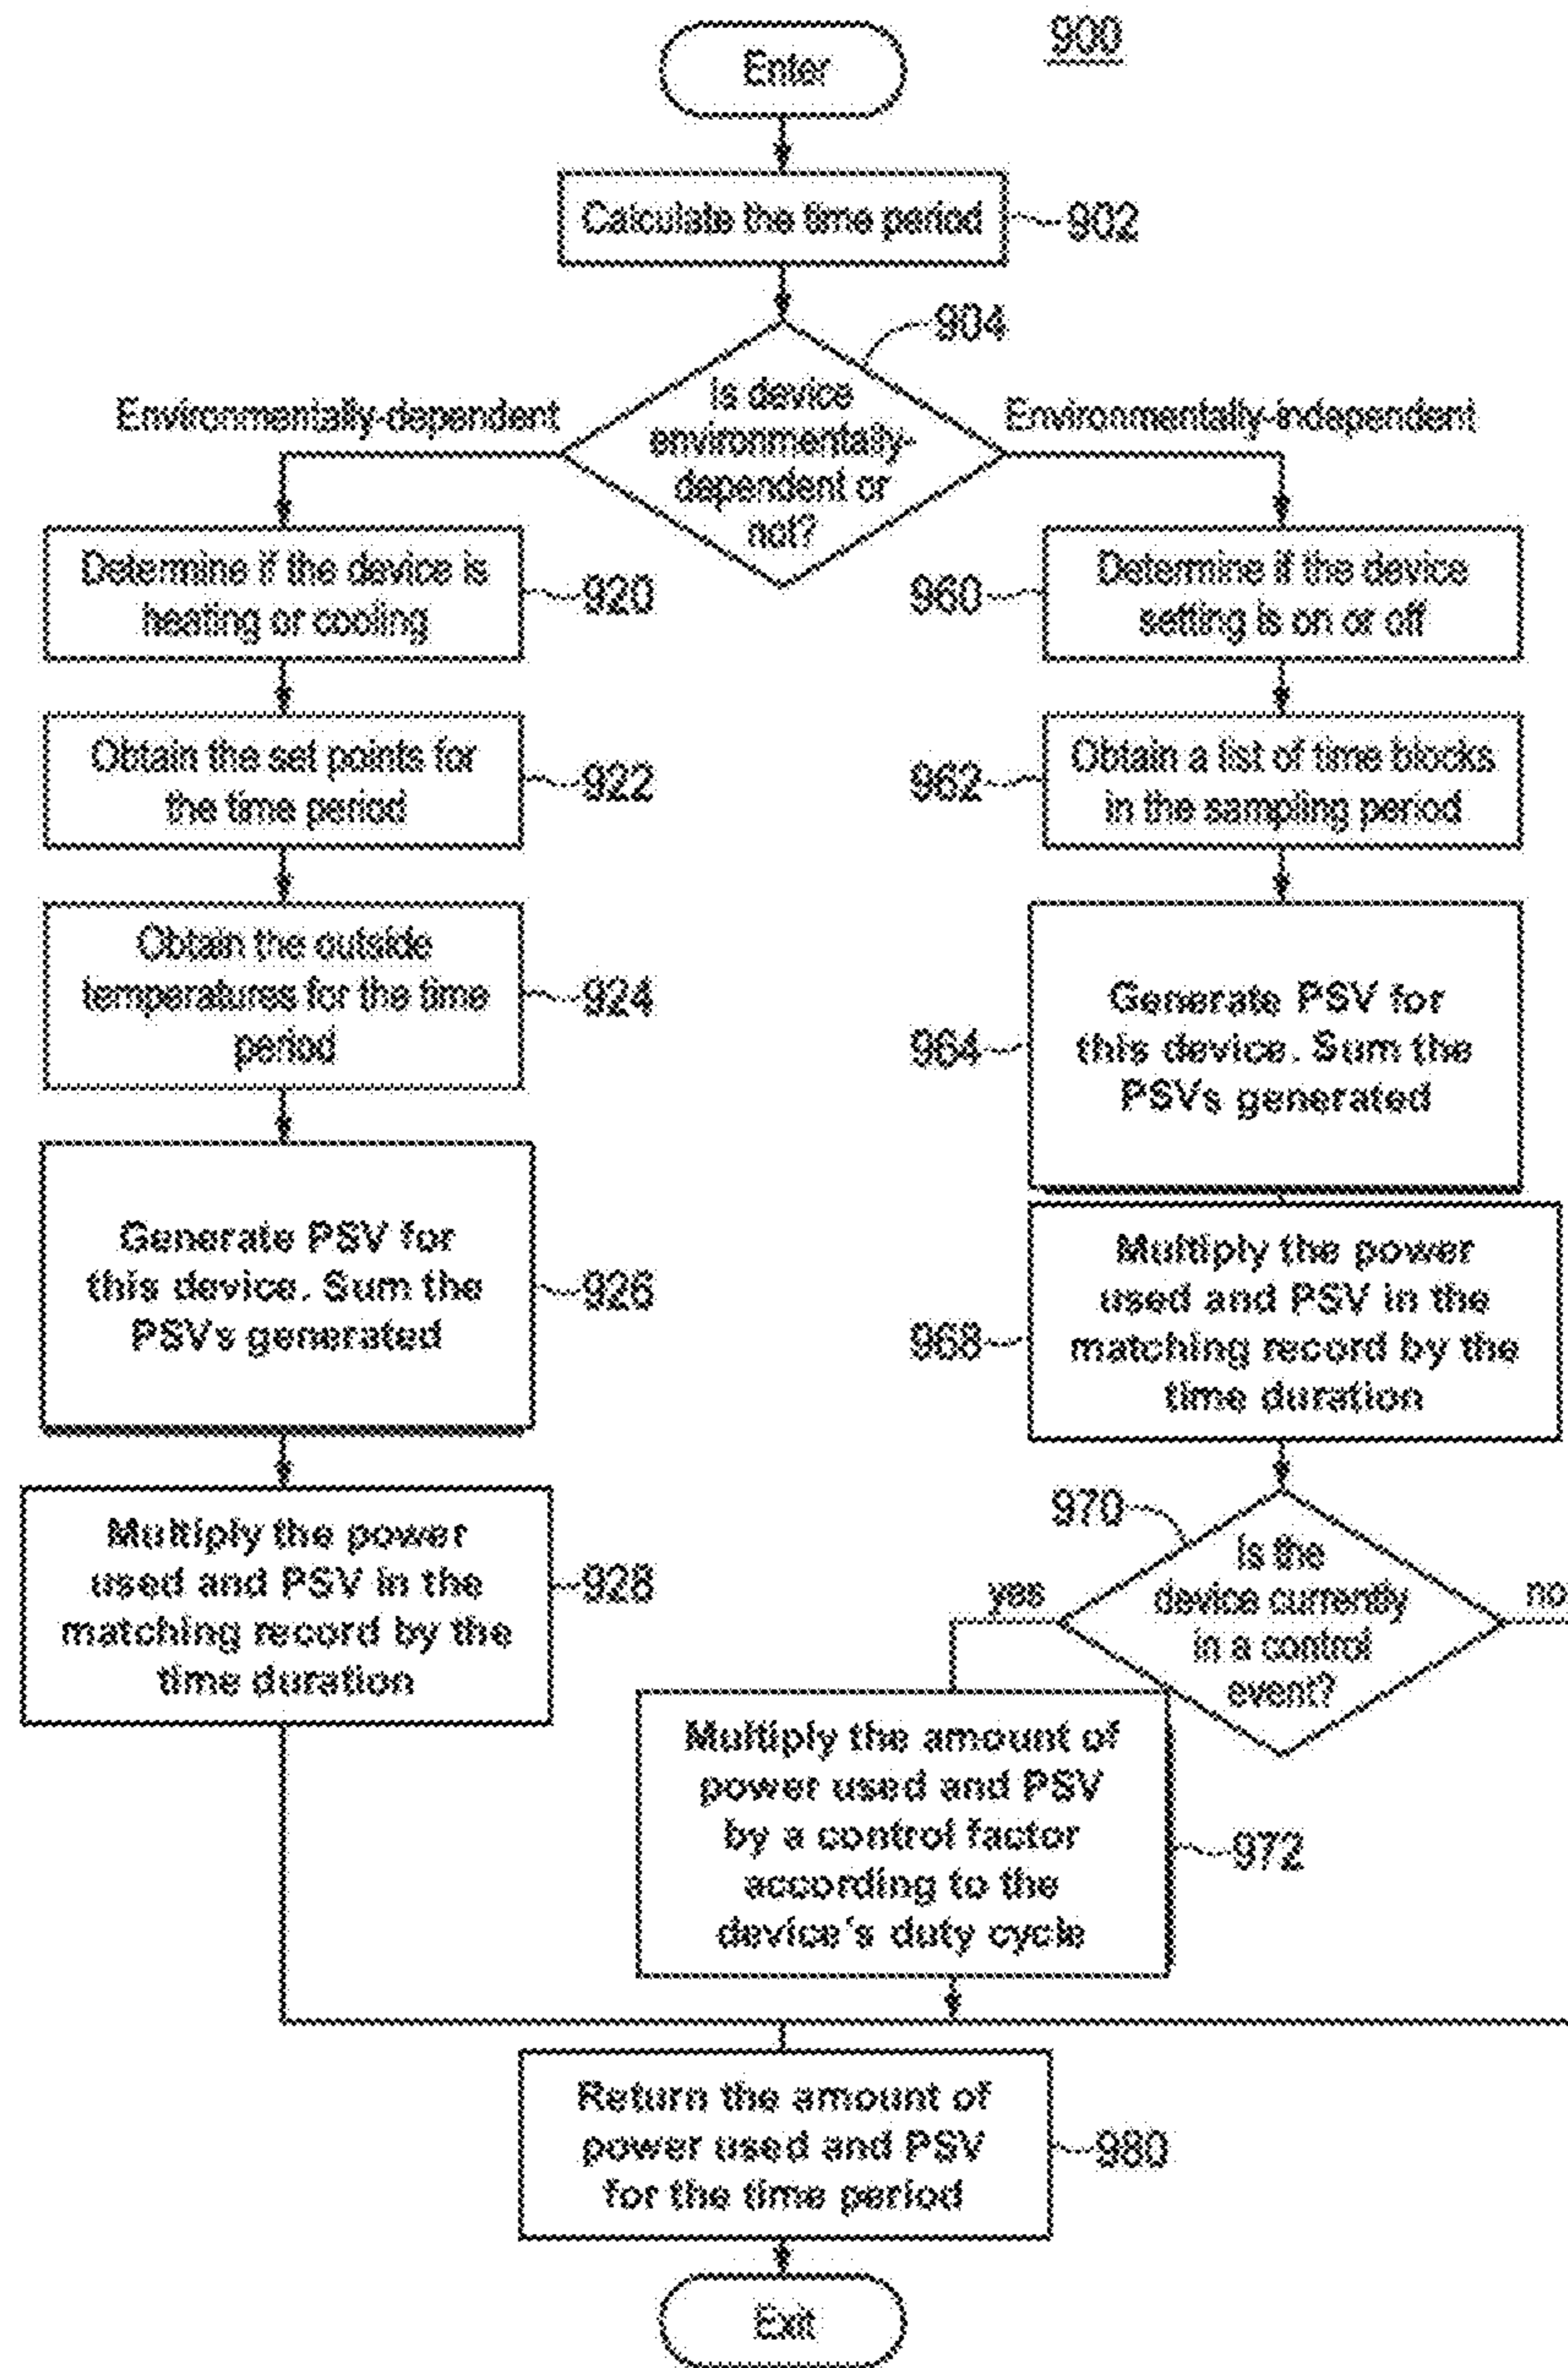 900
Enter
Calculate the time period
902
904
Is device
environmentally-
dependent or
not?
Environmentally-dependent
Environmentally-independent
Determine if the device is
heating or cooling
920
Obtain the set points for
the time period
922
Obtain the outside
temperatures for the time
period
924
Generate PSV for
this device. Sum the
PSVs generated
926
Multiply the power
used and PSV in the
matching record by the
time duration
928
960
Determine if the device
setting is on or off
962
Obtain a list of time blocks
in the sampling period
964
Generate PSV for
this device. Sum the
PSVs generated
968
Multiply the power
used and PSV in the
matching record by the
time duration
970
Is the
device currently
in a control
event?
yes
no
Multiply the amount of
power used and PSV
by a control factor
according to the
device's duty cycle
972
Return the amount of
power used and PSV
for the time period
980
Exit